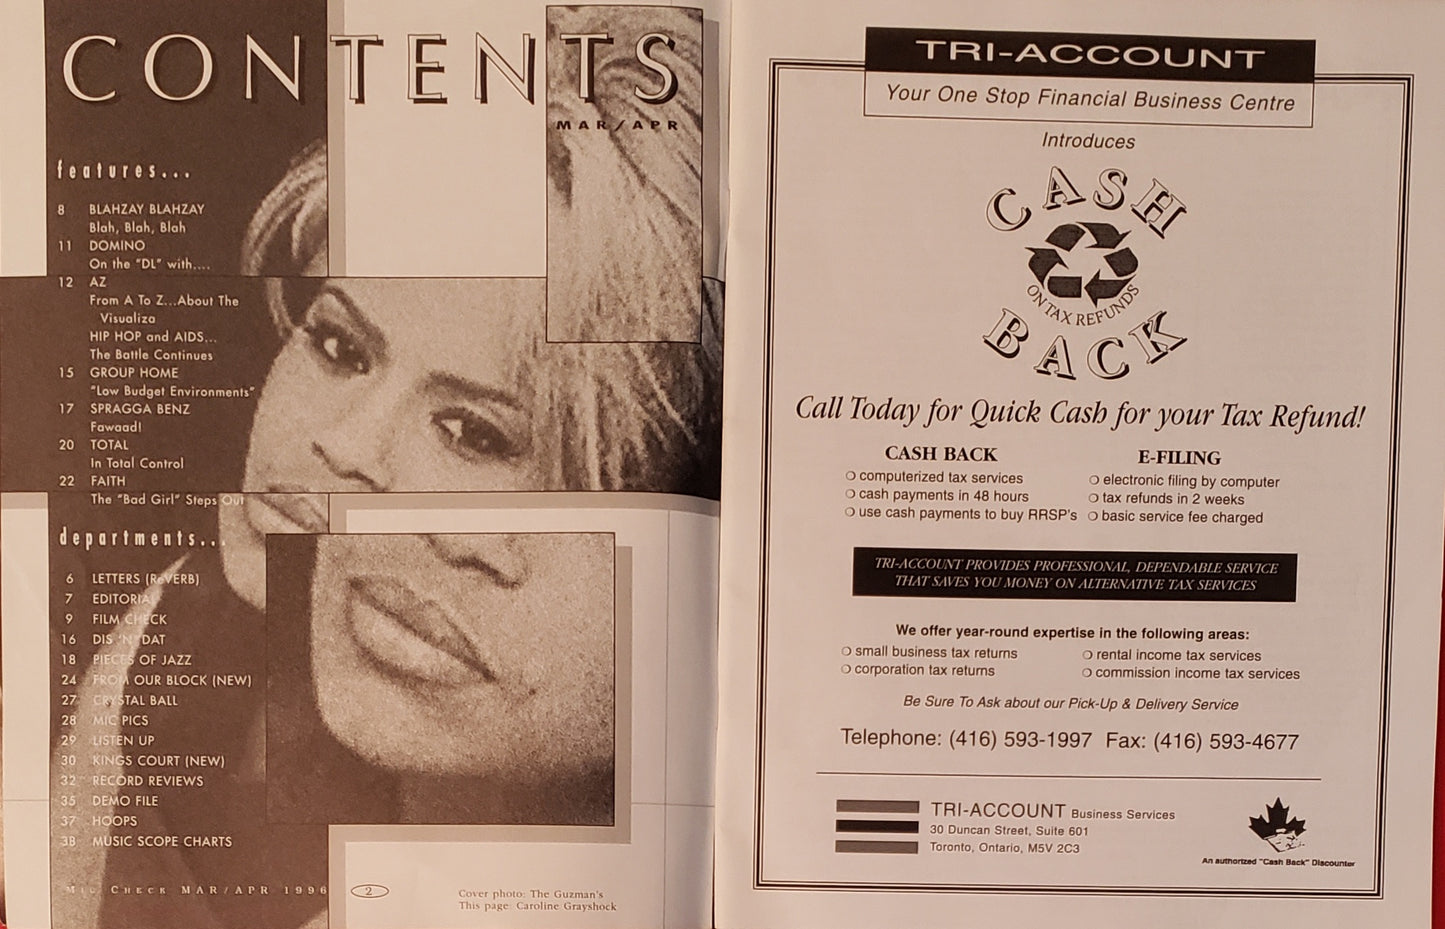 CONTENTS
MAR/APR
features...
8 BLAHZAY BLAHZAY
Blah, Blah, Blah
11 DOMINO
On the "DL" with....
12 AZ
From A To Z...About The
Visualiza
HIP HOP and AIDS...
The Battle Continues
15 GROUP HOME
"Low Budget Environments"
17 SPRAGGA BENZ
Fawaad!
20 TOTAL
In Total Control
22 FAITH
The "Bad Girl" Steps Out
departments...
6 LETTERS (ReVERB)
7 EDITORIAL
9 FILM CHECK
16 DIS 'N' DAT
18 PIECES OF JAZZ
24 FROM OUR BLOCK (NEW)
27 CRYSTAL BALL
28 MIC PICS
29 LISTEN UP
30 KINGS COURT (NEW)
32 RECORD REVIEWS
35 DEMO FILE
37 HOOPS
38 MUSIC SCOPE CHARTS
MIC CHECK MAR/APR 1996 2
Cover photo: The Guzman's
This page: Caroline Grayshock
TRI-ACCOUNT
Your One Stop Financial Business Centre
Introduces
CASH
ON TAX REFUNDS
BACK
Call Today for Quick Cash for your Tax Refund!
CASH BACK
computerized tax services
cash payments in 48 hours
use cash payments to buy RRSP's
E-FILING
electronic filing by computer
tax refunds in 2 weeks
basic service fee charged
TRI-ACCOUNT PROVIDES PROFESSIONAL, DEPENDABLE SERVICE
THAT SAVES YOU MONEY ON ALTERNATIVE TAX SERVICES
We offer year-round expertise in the following areas:
small business tax returns
corporation tax returns
rental income tax services
commission income tax services
Be Sure To Ask about our Pick-Up & Delivery Service
Telephone: (416) 593-1997 Fax: (416) 593-4677
TRI-ACCOUNT Business Services
30 Duncan Street, Suite 601
Toronto, Ontario, M5V 2C3
An authorized "Cash Back" Discounter